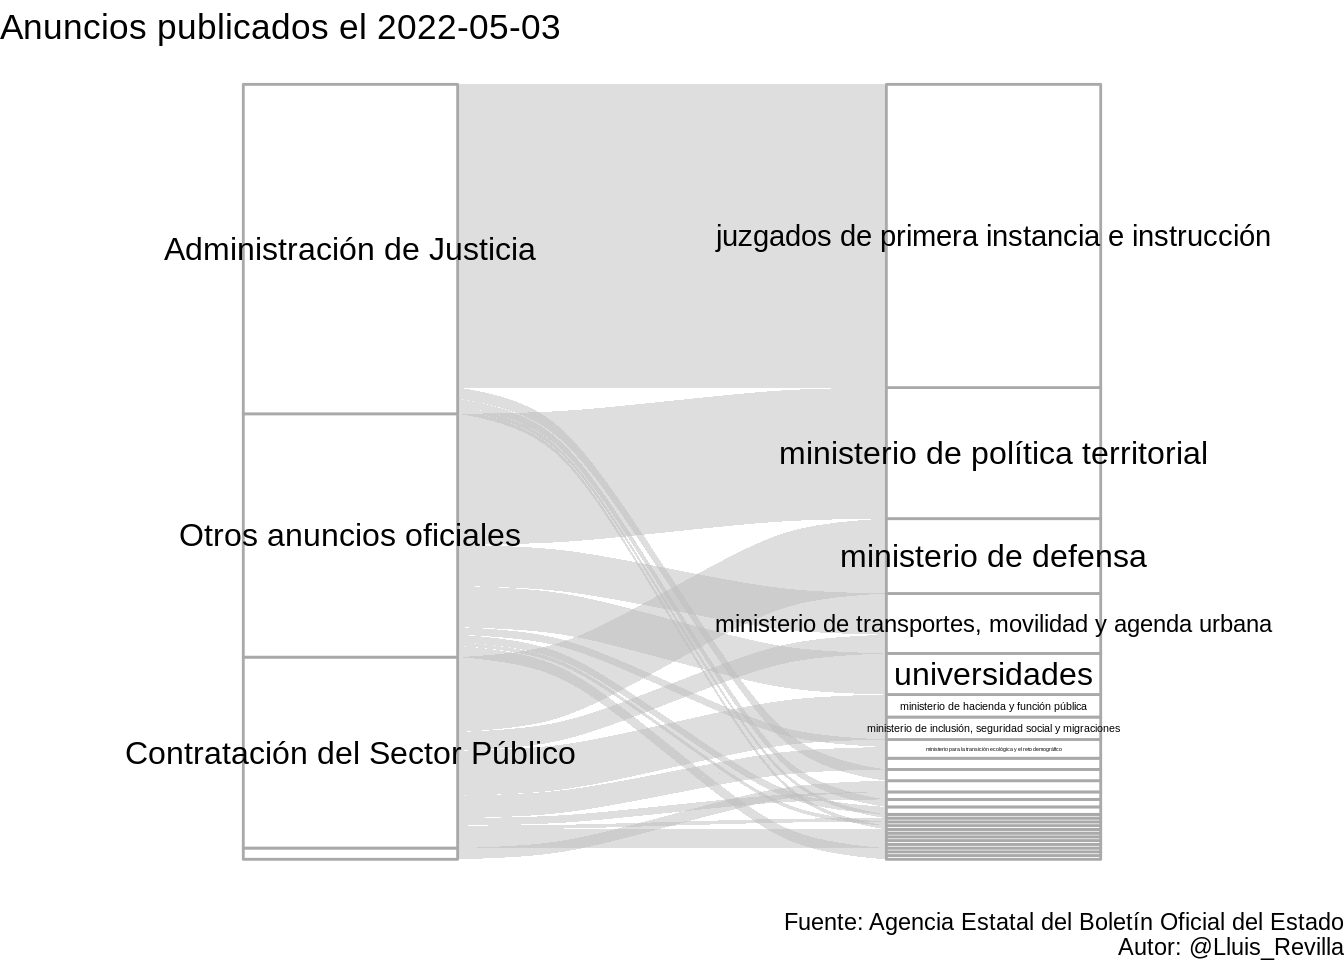 Anuncios publicados el 2022-05-03
Administración de Justicia
Otros anuncios oficiales
Contratación del Sector Público
juzgados de primera instancia e instrucción
ministerio de política territorial
ministerio de defensa
ministerio de transportes, movilidad y agenda urbana
universidades
ministerio de hacienda y función pública
ministerio de inclusión, seguridad social y migraciones
ministerio para la transición ecológica y el reto demográfico
Fuente: Agencia Estatal del Boletín Oficial del Estado
Autor: @Lluis_Revilla